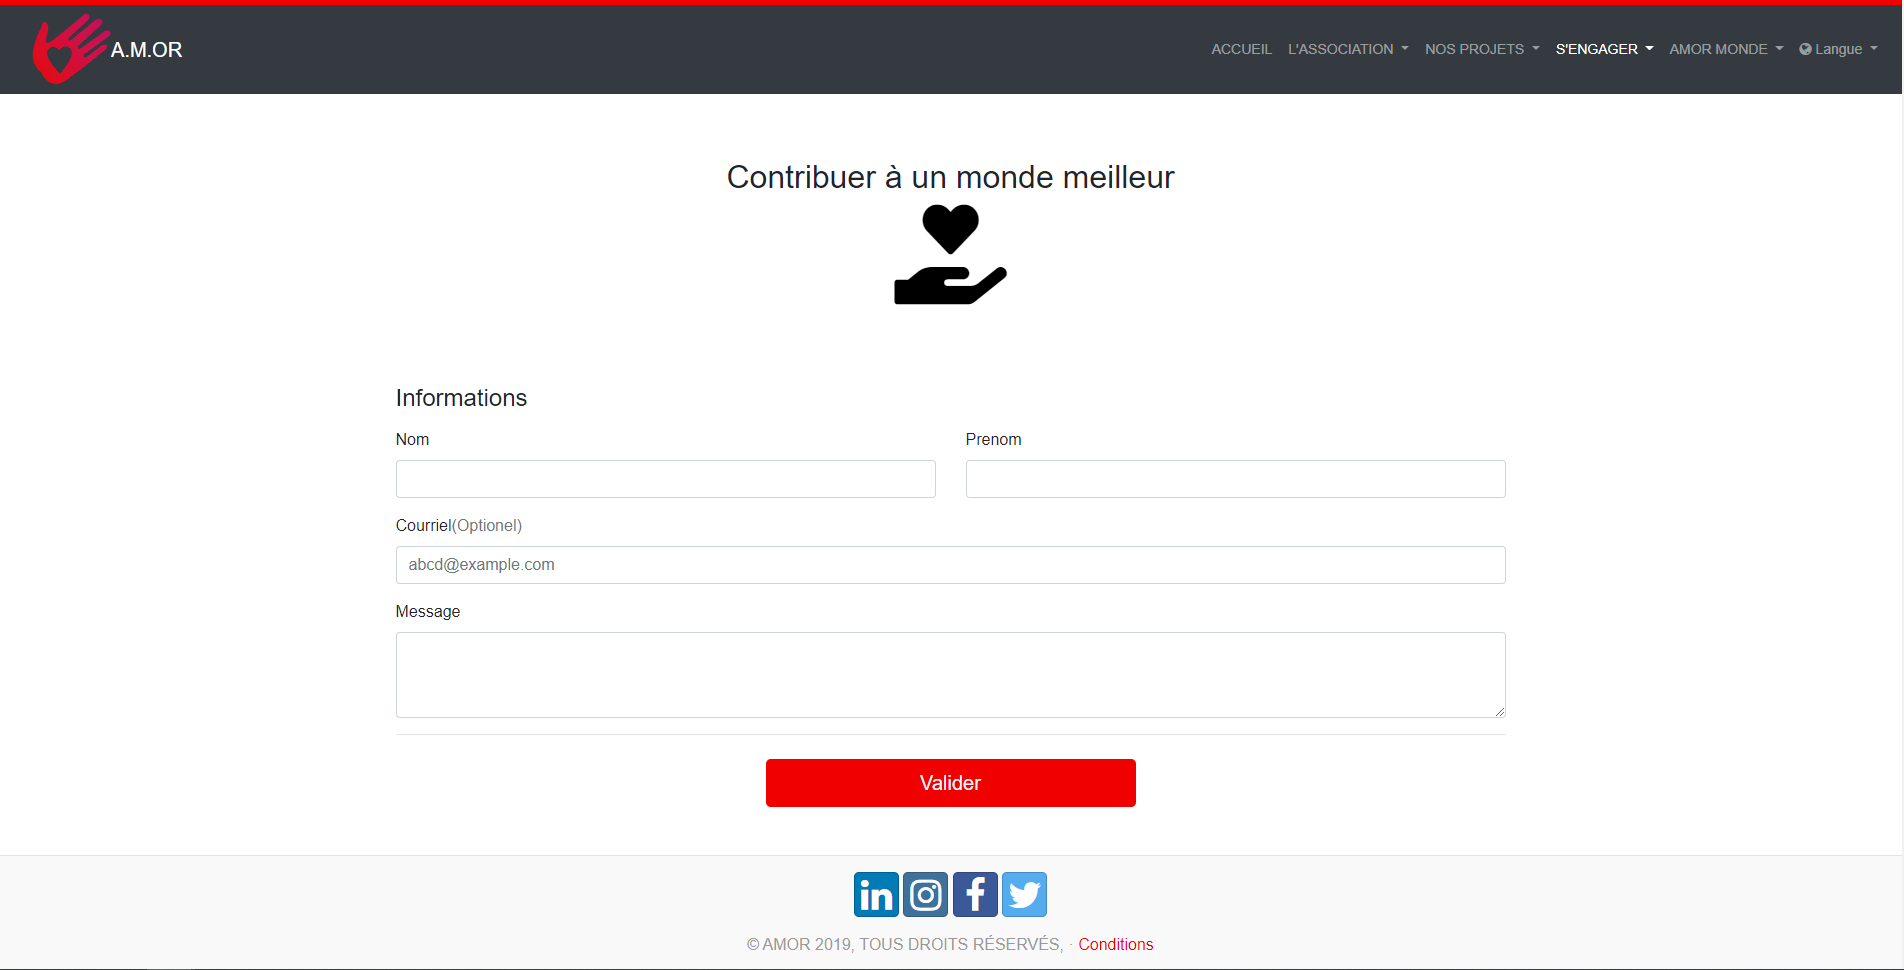 A.M.OR
ACCUEIL L'ASSOCIATION NOS PROJETS S'ENGAGER AMOR MONDE Langue
Contribuer à un monde meilleur
Informations
Nom Prenom
Courriel(Optionel)
abcd@example.com
Message
Valider
© AMOR 2019, TOUS DROITS RÉSERVÉS, · Conditions